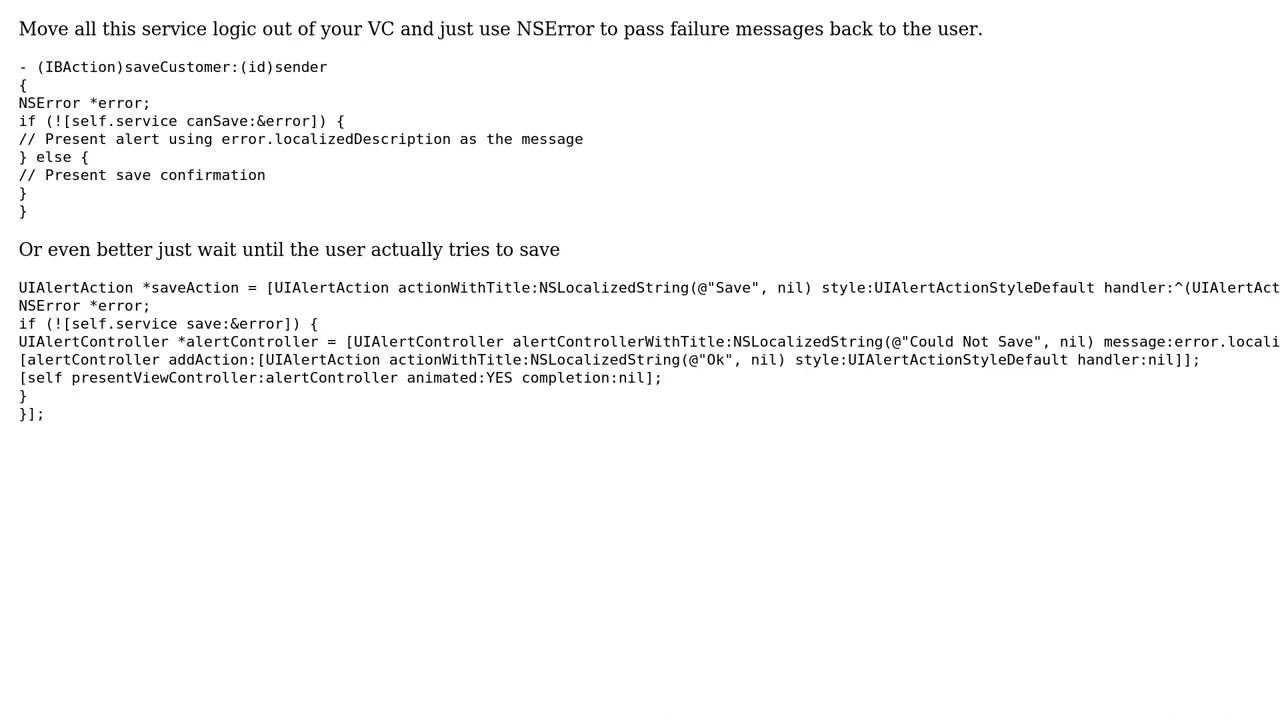 Move all this service logic out of your VC and just use NSError to pass failure messages back to the user.
- (IBAction)saveCustomer:(id)sender
{
NSError *error;
if (![self.service canSave:&error]) {
// Present alert using error.localizedDescription as the message
} else {
// Present save confirmation
}
}
Or even better just wait until the user actually tries to save
UIAlertAction *saveAction = [UIAlertAction actionWithTitle:NSLocalizedString(@"Save", nil) style:UIAlertActionStyleDefault handler:^(UIAlertAct
NSError *error;
if (![self.service save:&error]) {
UIAlertController *alertController = [UIAlertController alertControllerWithTitle:NSLocalizedString(@"Could Not Save", nil) message:error.locali
[alertController addAction:[UIAlertAction actionWithTitle:NSLocalizedString(@"Ok", nil) style:UIAlertActionStyleDefault handler:nil]];
[self presentViewController:alertController animated:YES completion:nil];
}
}];